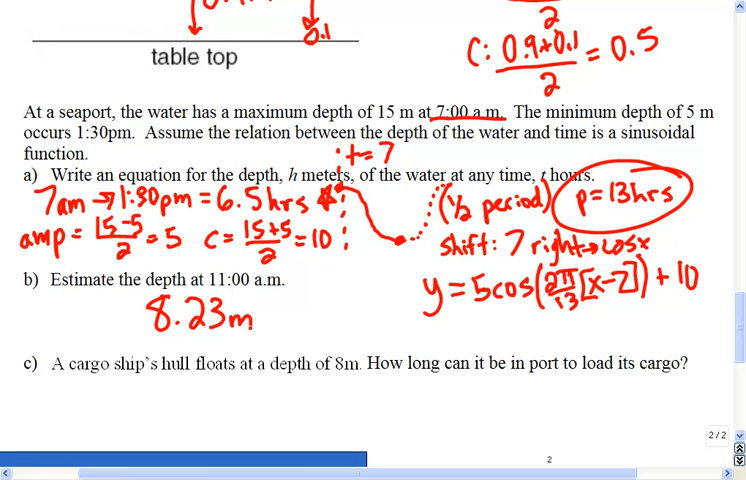 0.1
table top
2
C: 0.9+0.1 = 0.5
2
At a seaport, the water has a maximum depth of 15 m at 7:00 a.m. The minimum depth of 5 m
occurs 1:30pm. Assume the relation between the depth of the water and time is a sinusoidal
function.
t=7
a) Write an equation for the depth, h meters, of the water at any time, t hours.
7am → 1:30pm = 6.5hrs
(1/2 period) p=13hrs
amp = 15-5/2 = 5 c = 15+5/2 = 10
shift: 7 right → cosx
b) Estimate the depth at 11:00 a.m.
y = 5cos(2π/13[x-7]) + 10
8.23m
c) A cargo ship's hull floats at a depth of 8m. How long can it be in port to load its cargo?
2 / 2
2